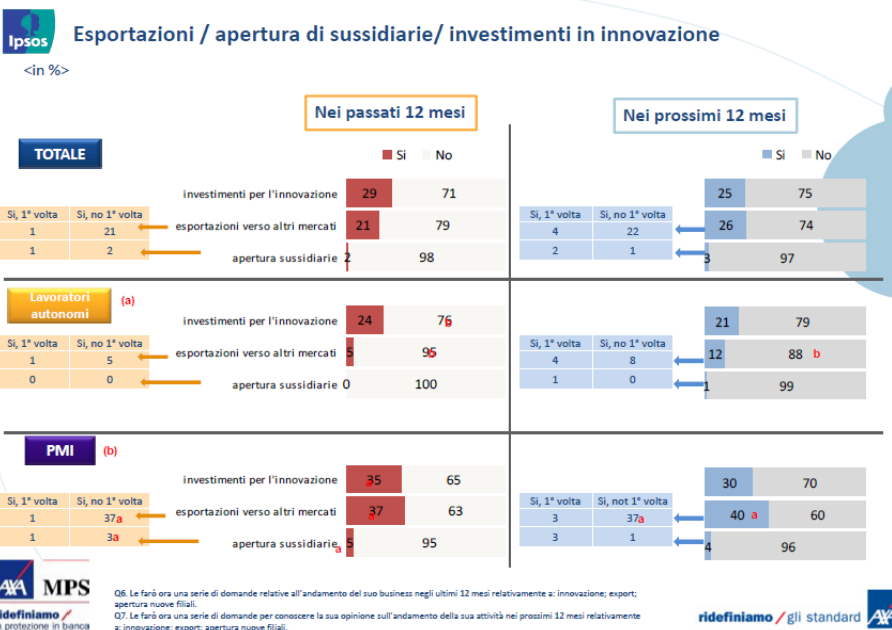 Ipsos
Esportazioni / apertura di sussidiarie/ investimenti in innovazione
<in %>
Nei passati 12 mesi
Nei prossimi 12 mesi
TOTALE
Si No
Si No
investimenti per l'innovazione 29 71
25 75
Si, 1° volta Si, no 1° volta
esportazioni verso altri mercati 21 79
Si, 1° volta Si, no 1° volta
26 74
1 21
4 22
1 2
apertura sussidiarie 2 98
2 1
3 97
Lavoratori
autonomi
(a)
investimenti per l'innovazione 24 76 b
21 79
Si, 1° volta Si, no 1° volta
esportazioni verso altri mercati 5 95 b
Si, 1° volta Si, no 1° volta
12 88 b
1 5
4 8
0 0
apertura sussidiarie 0 100
1 0
1 99
PMI
(b)
investimenti per l'innovazione 35 a 65
30 70
Si, 1° volta Si, no 1° volta
esportazioni verso altri mercati 37 a 63
Si, 1° volta Si, not 1° volta
40 a 60
1 37a
3 37a
1 3a
apertura sussidiarie a 5 95
3 1
4 96
AXA MPS
ridefiniamo /
protezione in banca
Q6. Le farò ora una serie di domande relative all'andamento del suo business negli ultimi 12 mesi relativamente a: innovazione; export;
apertura nuove filiali.
Q7. Le farò ora una serie di domande per conoscere la sua opinione sull'andamento della sua attività nei prossimi 12 mesi relativamente
a: innovazione; export; apertura nuove filiali.
ridefiniamo / gli standard
AXA